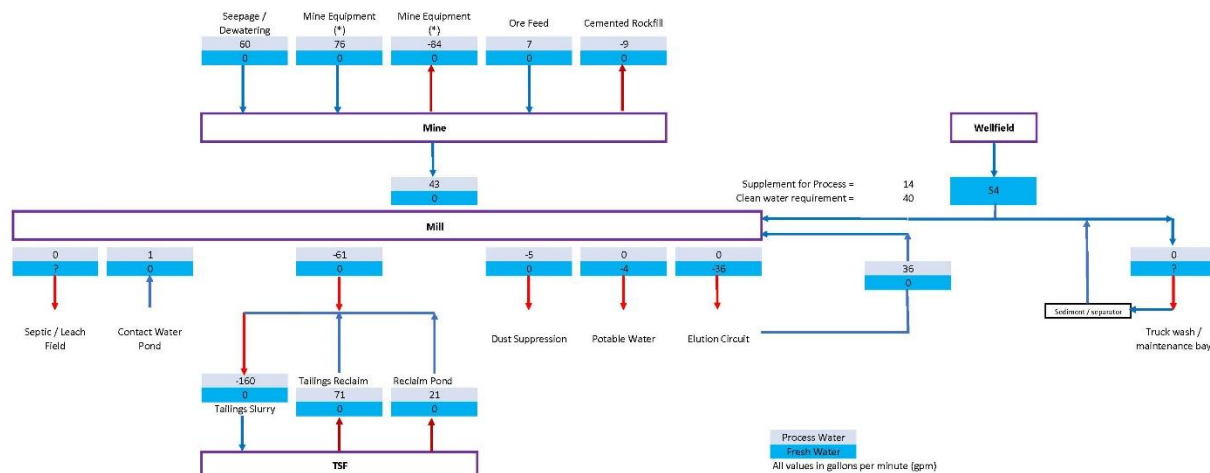 Seepage / Dewatering
60
0
Mine Equipment (*)
76
0
Mine Equipment (*)
-84
0
Ore Feed
7
0
Cemented Rockfill
-9
0
Mine
43
0
Wellfield
Supplement for Process = 14
Clean water requirement = 40
54
Mill
0
?
Septic / Leach Field
1
0
Contact Water Pond
-61
0
-5
0
Dust Suppression
0
-4
Potable Water
0
-36
Elution Circuit
36
0
0
?
Sediment / separator
Truck wash / maintenance bay
-160
0
Tailings Slurry
Tailings Reclaim
71
0
Reclaim Pond
21
0
TSF
Process Water
Fresh Water
All values in gallons per minute (gpm)